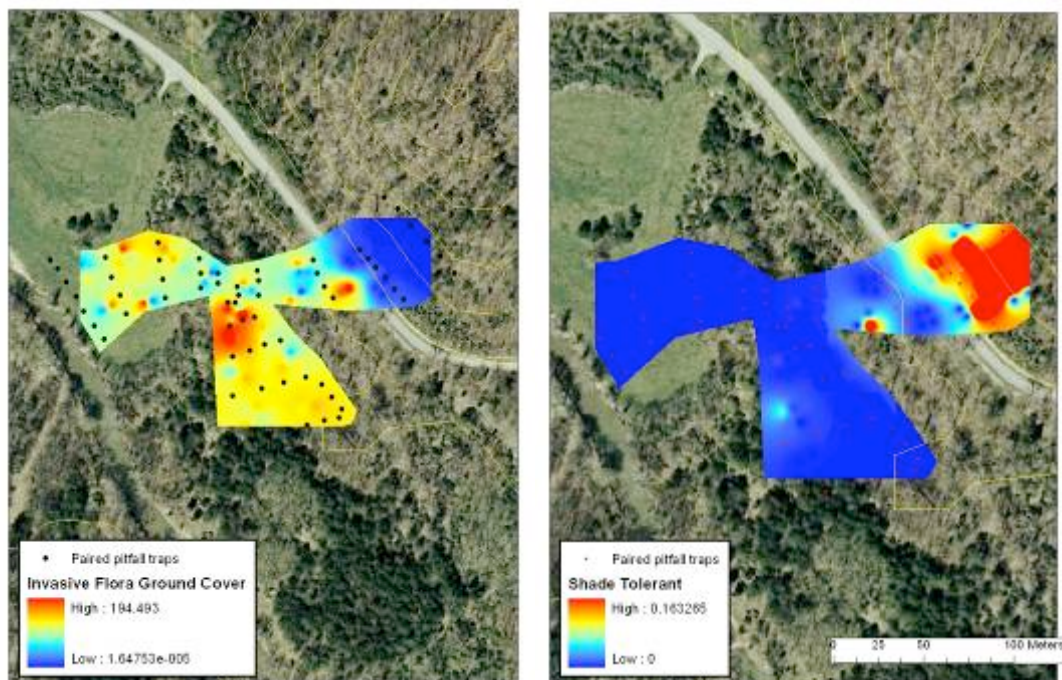 Paired pitfall traps
Invasive Flora Ground Cover
High : 194.493
Low : 1.64753e-005
Paired pitfall traps
Shade Tolerant
High : 0.163265
Low : 0
0 25 50 100 Meters